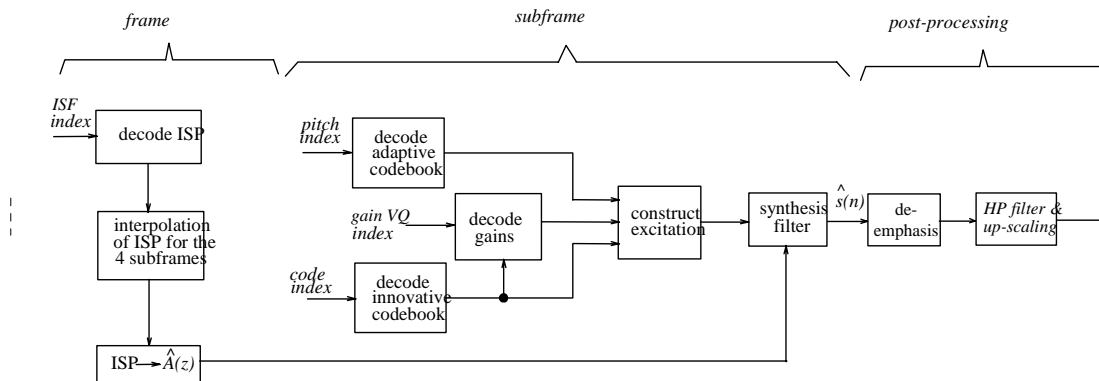 frame
subframe
post-processing
ISF
index
decode ISP
interpolation
of ISP for the
4 subframes
ISP Â(z)
pitch
index
decode
adaptive
codebook
gain VQ
index
decode
gains
code
index
decode
innovative
codebook
construct
excitation
synthesis
filter
ŝ(n)
de-
emphasis
HP filter &
up-scaling